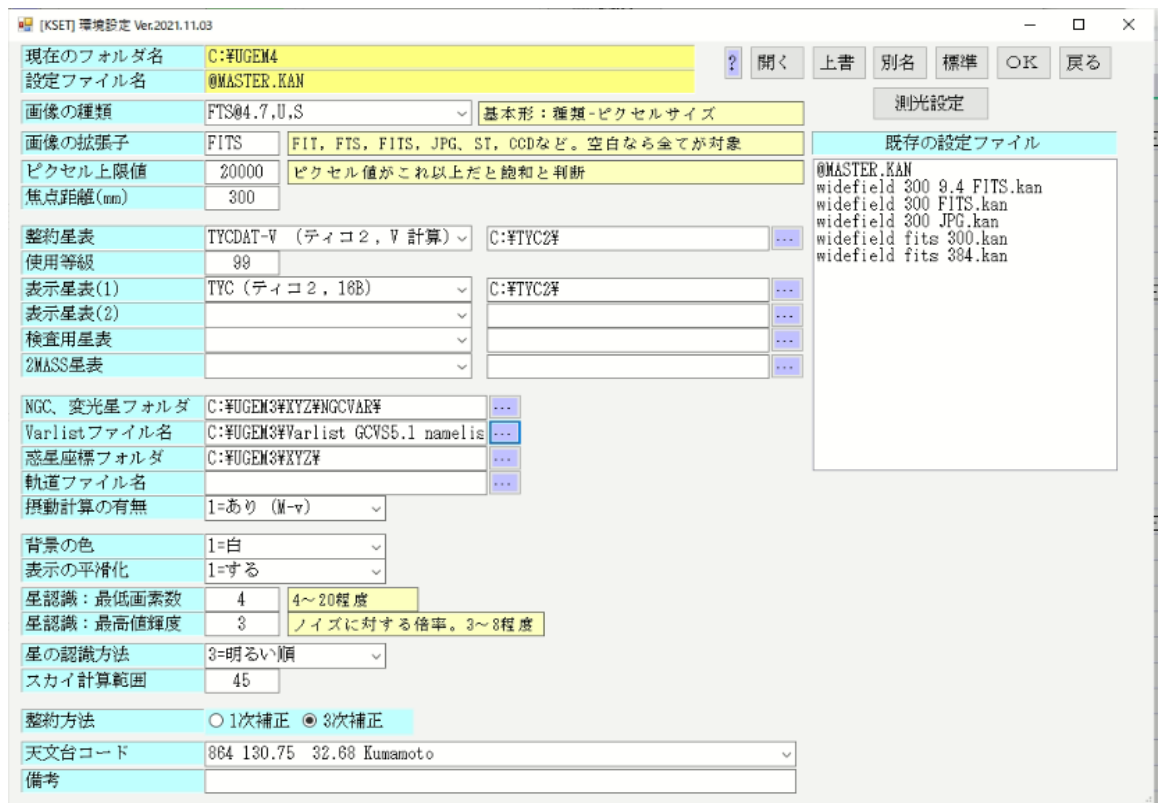 [KSET] 環境設定 Ver.2021.11.03
現在のフォルダ名 C:¥UGEM4
設定ファイル名 @MASTER.KAN
? 開く 上書 別名 標準 OK 戻る
測光設定
画像の種類 FTS@4.7,U,S 基本形：種類-ピクセルサイズ
画像の拡張子 FITS FIT, FTS, FITS, JPG, ST, CCDなど。空白なら全てが対象
ピクセル上限値 20000 ピクセル値がこれ以上だと飽和と判断
焦点距離(mm) 300
整約星表 TYCDAT-V (ティコ2, V 計算) C:¥TYC2¥ ...
使用等級 99
表示星表(1) TYC (ティコ2, 16B) C:¥TYC2¥ ...
表示星表(2) ...
検査用星表 ...
2MASS星表 ...
NGC、変光星フォルダ C:¥UGEM3¥XYZ¥NGCVAR¥ ...
Varlistファイル名 C:¥UGEM3¥Varlist GCVS5.1 namelis ...
惑星座標フォルダ C:¥UGEM3¥XYZ¥ ...
軌道ファイル名 ...
摂動計算の有無 1=あり (M-v)
背景の色 1=白
表示の平滑化 1=する
星認識：最低画素数 4 4～20程度
星認識：最高値輝度 3 ノイズに対する倍率。3～8程度
星の認識方法 3=明るい順
スカイ計算範囲 45
整約方法 1次補正 3次補正
天文台コード 864 130.75 32.68 Kumamoto
備考
既存の設定ファイル
@MASTER.KAN
widefield 300 9.4 FITS.kan
widefield 300 FITS.kan
widefield 300 JPG.kan
widefield fits 300.kan
widefield fits 384.kan